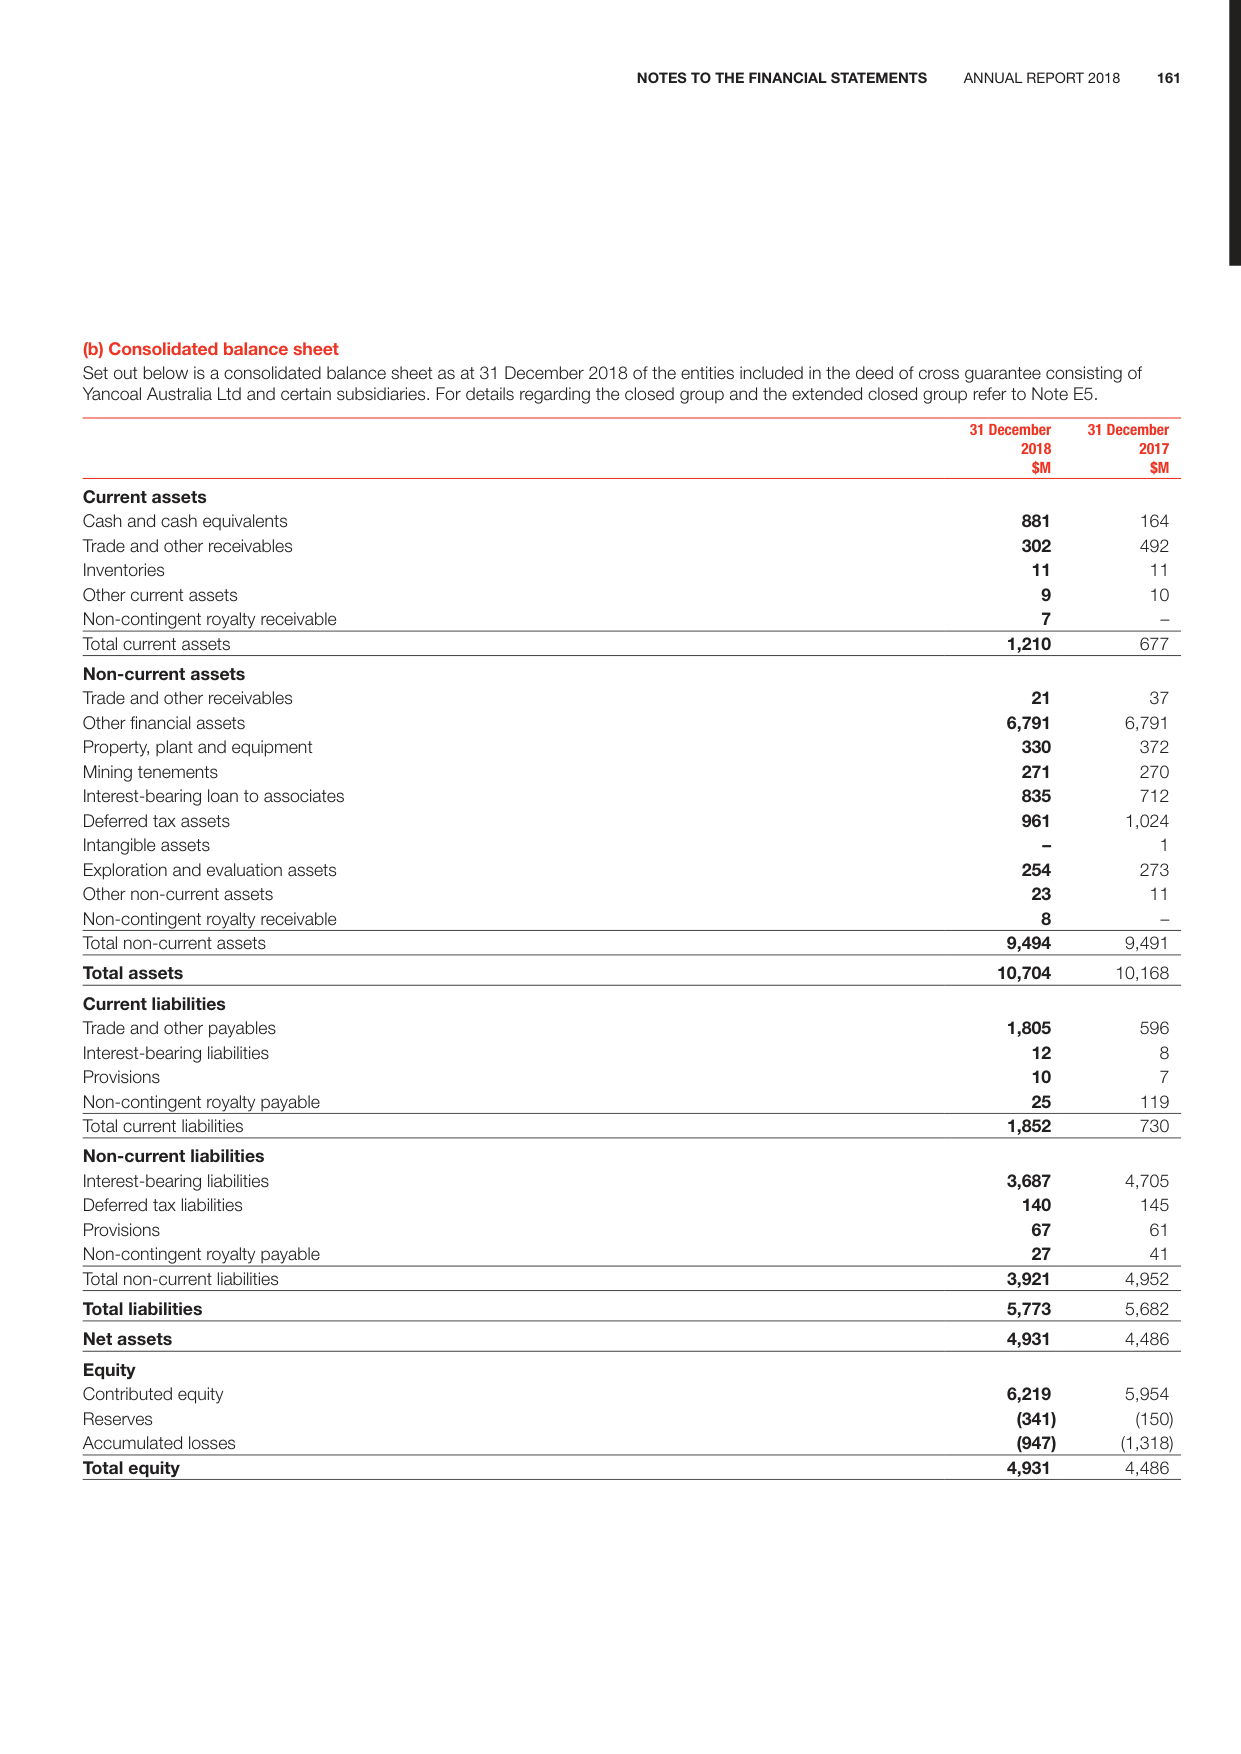 NOTES TO THE FINANCIAL STATEMENTS ANNUAL REPORT 2018 161
(b) Consolidated balance sheet
Set out below is a consolidated balance sheet as at 31 December 2018 of the entities included in the deed of cross guarantee consisting of
Yancoal Australia Ltd and certain subsidiaries. For details regarding the closed group and the extended closed group refer to Note E5.
31 December 31 December
2018 2017
$M $M
Current assets
Cash and cash equivalents 881 164
Trade and other receivables 302 492
Inventories 11 11
Other current assets 9 10
Non-contingent royalty receivable 7 –
Total current assets 1,210 677
Non-current assets
Trade and other receivables 21 37
Other financial assets 6,791 6,791
Property, plant and equipment 330 372
Mining tenements 271 270
Interest-bearing loan to associates 835 712
Deferred tax assets 961 1,024
Intangible assets – 1
Exploration and evaluation assets 254 273
Other non-current assets 23 11
Non-contingent royalty receivable 8 –
Total non-current assets 9,494 9,491
Total assets 10,704 10,168
Current liabilities
Trade and other payables 1,805 596
Interest-bearing liabilities 12 8
Provisions 10 7
Non-contingent royalty payable 25 119
Total current liabilities 1,852 730
Non-current liabilities
Interest-bearing liabilities 3,687 4,705
Deferred tax liabilities 140 145
Provisions 67 61
Non-contingent royalty payable 27 41
Total non-current liabilities 3,921 4,952
Total liabilities 5,773 5,682
Net assets 4,931 4,486
Equity
Contributed equity 6,219 5,954
Reserves (341) (150)
Accumulated losses (947) (1,318)
Total equity 4,931 4,486